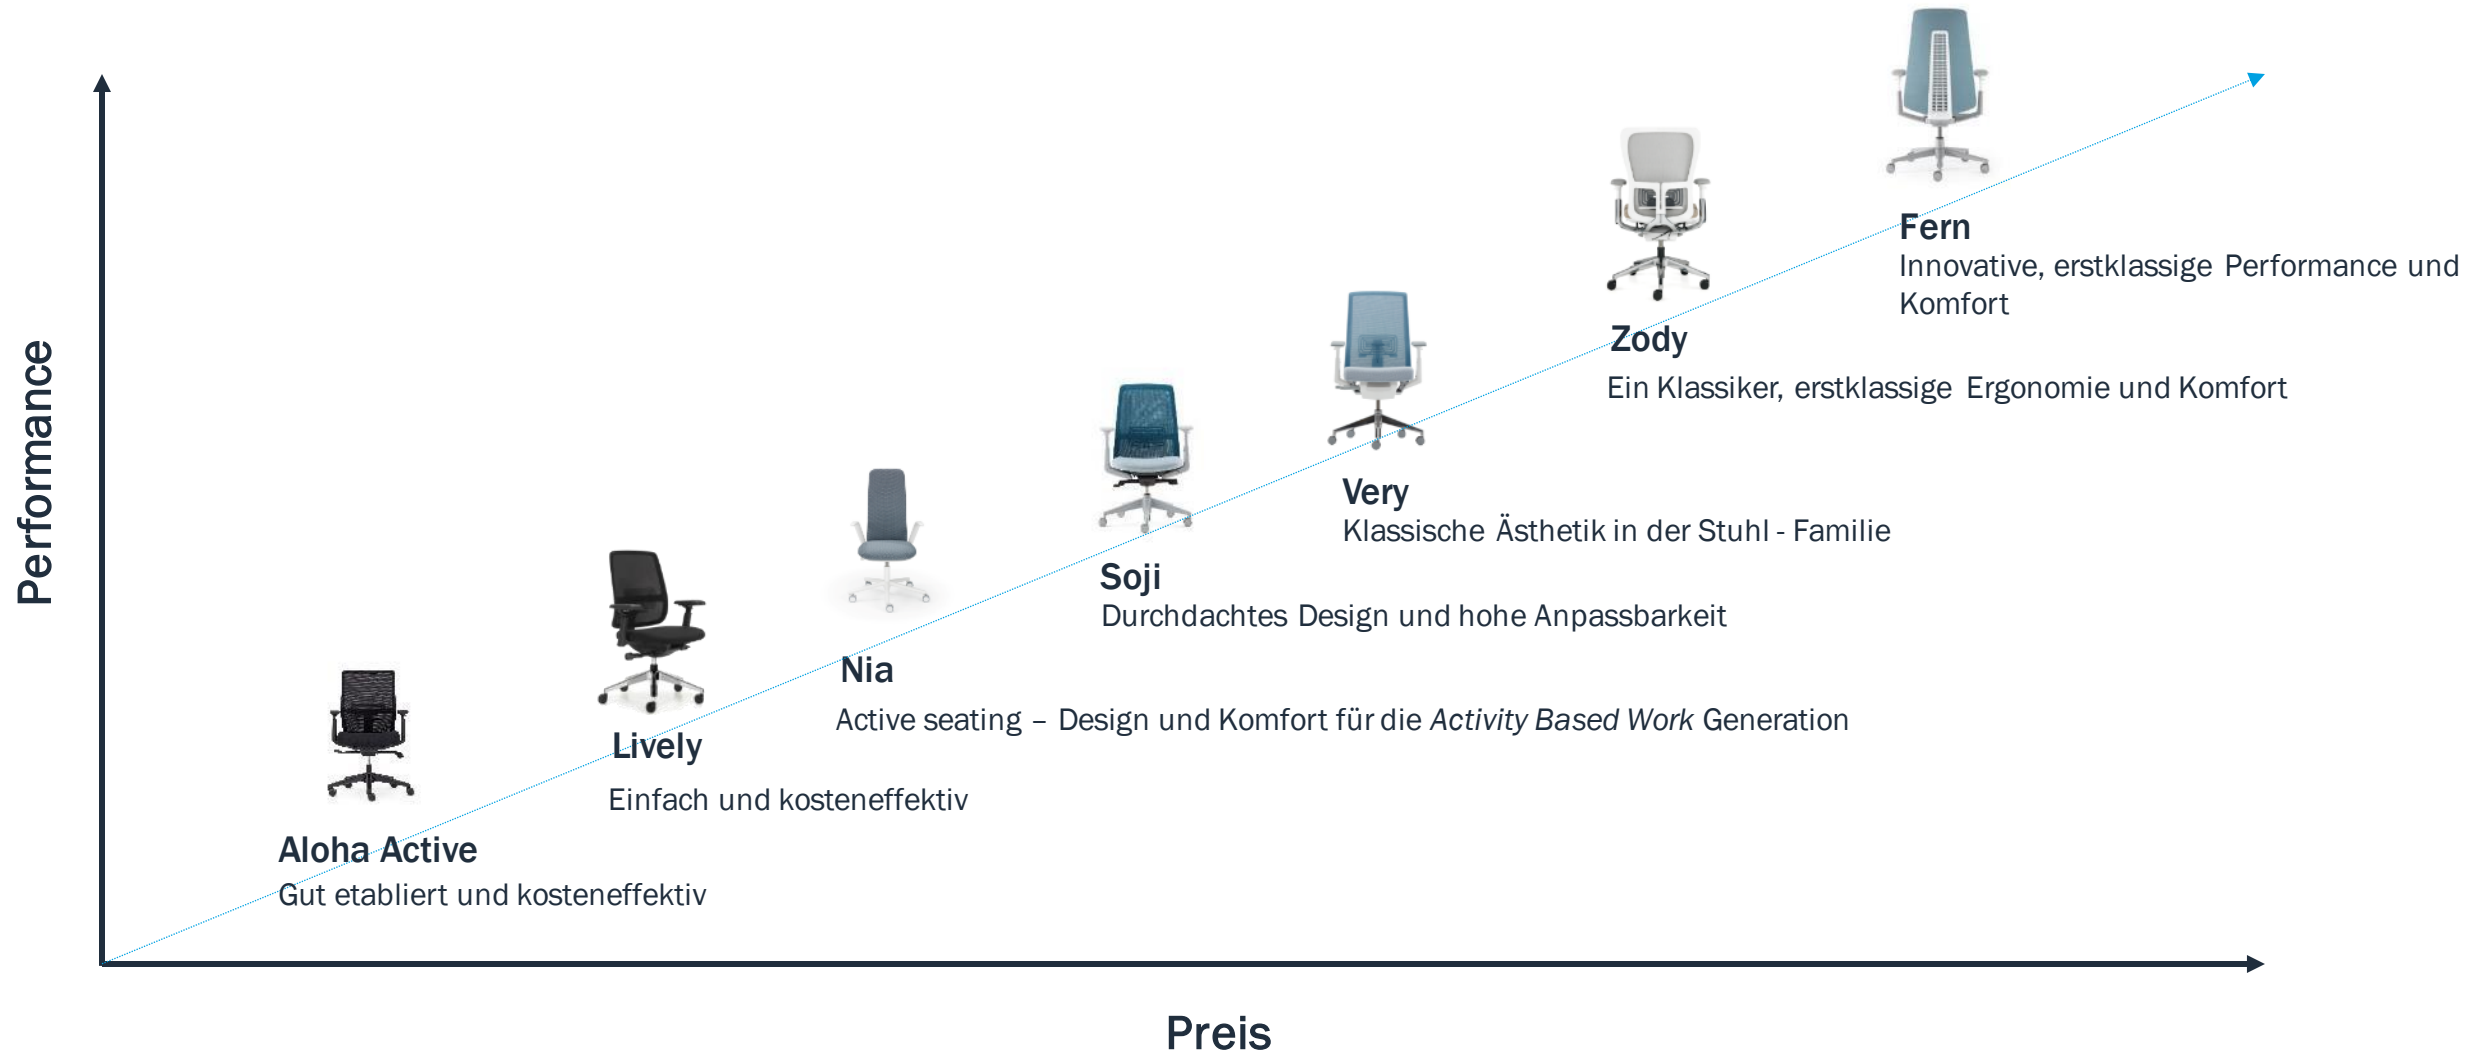 Performance
Fern
Innovative, erstklassige Performance und
Komfort
Zody
Ein Klassiker, erstklassige Ergonomie und Komfort
Very
Klassische Ästhetik in der Stuhl - Familie
Soji
Durchdachtes Design und hohe Anpassbarkeit
Nia
Active seating – Design und Komfort für die Activity Based Work Generation
Lively
Einfach und kosteneffektiv
Aloha Active
Gut etabliert und kosteneffektiv
Preis